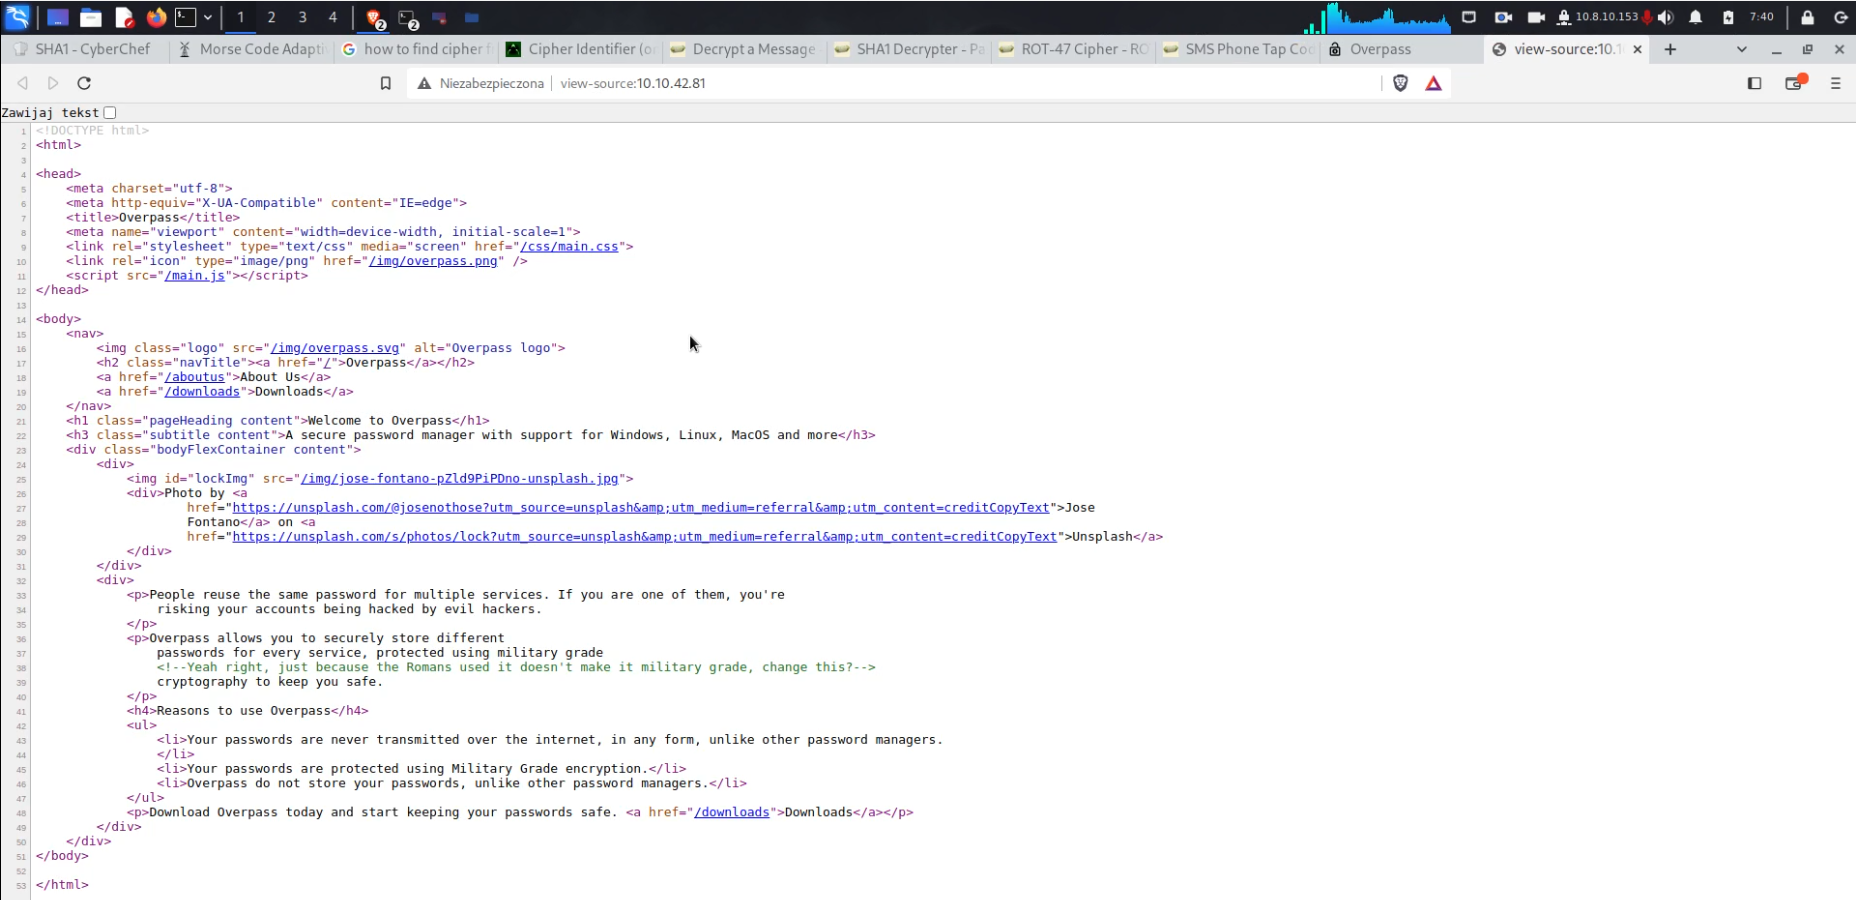 1 2 3 4 2 2 10.8.10.153 7:40
SHA1 - CyberChef Morse Code Adapti how to find cipher f Cipher Identifier (o Decrypt a Message SHA1 Decrypter - Pa ROT-47 Cipher - RO SMS Phone Tap Cod Overpass view-source:10.1
Niezabezpieczona view-source:10.10.42.81
Zawijaj tekst
1 <!DOCTYPE html>
2 <html>
3
4 <head>
5 <meta charset="utf-8">
6 <meta http-equiv="X-UA-Compatible" content="IE=edge">
7 <title>Overpass</title>
8 <meta name="viewport" content="width=device-width, initial-scale=1">
9 <link rel="stylesheet" type="text/css" media="screen" href="/css/main.css">
10 <link rel="icon" type="image/png" href="/img/overpass.png" />
11 <script src="/main.js"></script>
12 </head>
13
14 <body>
15 <nav>
16 <img class="logo" src="/img/overpass.svg" alt="Overpass logo">
17 <h2 class="navTitle"><a href="/">Overpass</a></h2>
18 <a href="/aboutus">About Us</a>
19 <a href="/downloads">Downloads</a>
20 </nav>
21 <h1 class="pageHeading content">Welcome to Overpass</h1>
22 <h3 class="subtitle content">A secure password manager with support for Windows, Linux, MacOS and more</h3>
23 <div class="bodyFlexContainer content">
24 <div>
25 <img id="lockImg" src="/img/jose-fontano-pZld9PiPDno-unsplash.jpg">
26 <div>Photo by <a
27 href="https://unsplash.com/@josenothose?utm_source=unsplash&amp;utm_medium=referral&amp;utm_content=creditCopyText">Jose
28 Fontano</a> on <a
29 href="https://unsplash.com/s/photos/lock?utm_source=unsplash&amp;utm_medium=referral&amp;utm_content=creditCopyText">Unsplash</a>
30 </div>
31 </div>
32 <div>
33 <p>People reuse the same password for multiple services. If you are one of them, you're
34 risking your accounts being hacked by evil hackers.
35 </p>
36 <p>Overpass allows you to securely store different
37 passwords for every service, protected using military grade
38 <!--Yeah right, just because the Romans used it doesn't make it military grade, change this?-->
39 cryptography to keep you safe.
40 </p>
41 <h4>Reasons to use Overpass</h4>
42 <ul>
43 <li>Your passwords are never transmitted over the internet, in any form, unlike other password managers.
44 </li>
45 <li>Your passwords are protected using Military Grade encryption.</li>
46 <li>Overpass do not store your passwords, unlike other password managers.</li>
47 </ul>
48 <p>Download Overpass today and start keeping your passwords safe. <a href="/downloads">Downloads</a></p>
49 </div>
50 </div>
51 </body>
52
53 </html>